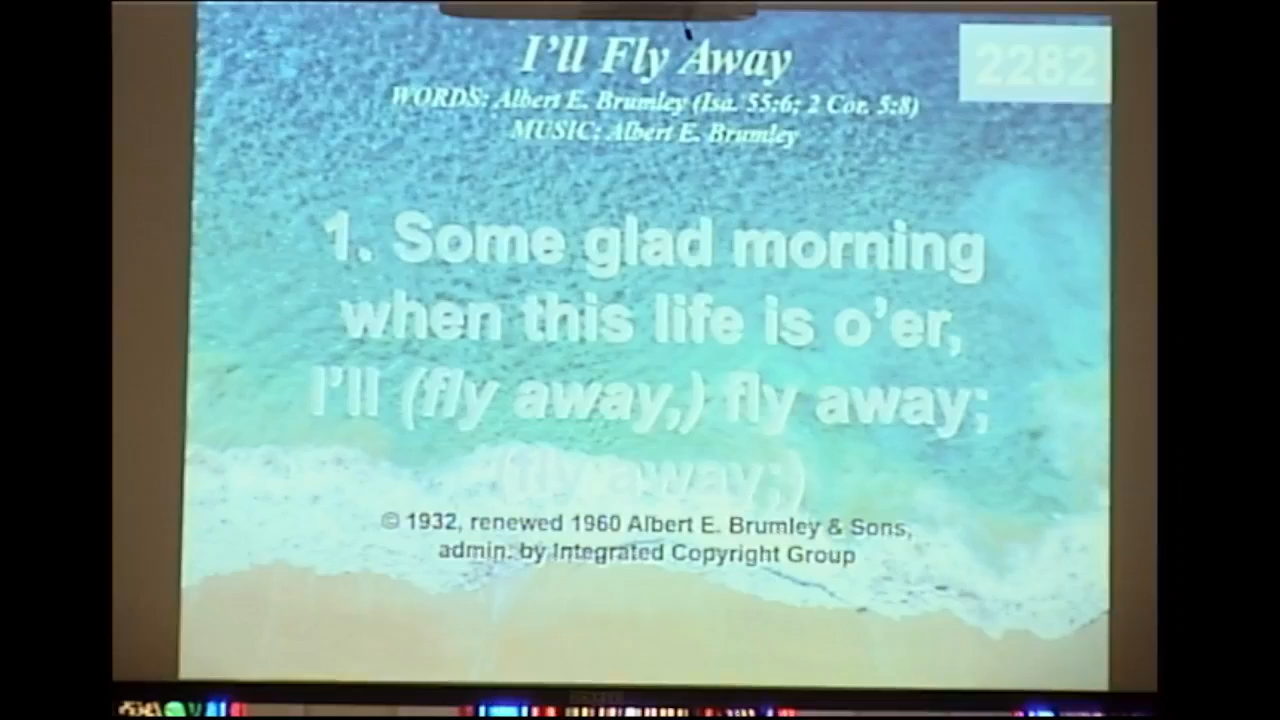 I'll Fly Away
2282
WORDS: Albert E. Brumley (Isa. 55:6; 2 Cor. 5:8)
MUSIC: Albert E. Brumley
1. Some glad morning
when this life is o'er,
I'll (fly away,) fly away;
(fly away;)
© 1932, renewed 1960 Albert E. Brumley & Sons,
admin. by Integrated Copyright Group